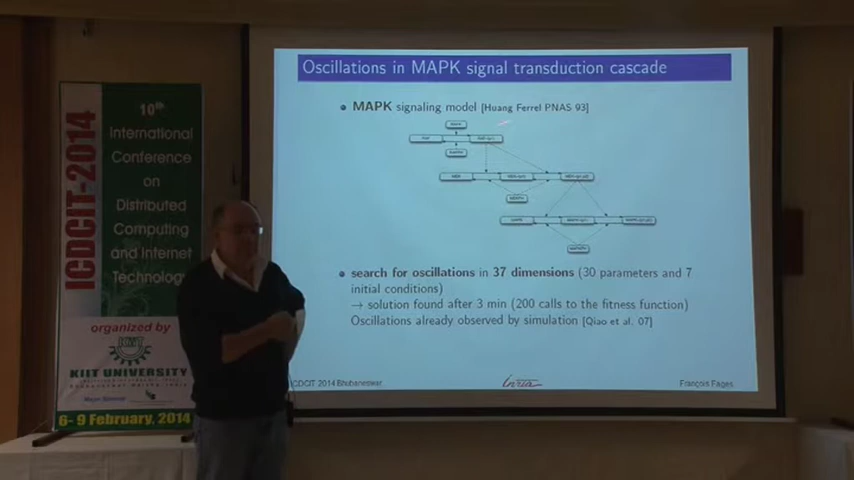 ICDCIT-2014
10th
International
Conference
on
Distributed
Computing
and Internet
Technology
organized by
KIIT UNIVERSITY
6- 9 February, 2014
Oscillations in MAPK signal transduction cascade
MAPK signaling model [Huang Ferrel PNAS 93]
search for oscillations in 37 dimensions (30 parameters and 7
initial conditions)
→ solution found after 3 min (200 calls to the fitness function)
Oscillations already observed by simulation [Qiao et al. 07]
ICDCIT 2014 Bhubaneswar
Inria
François Fages